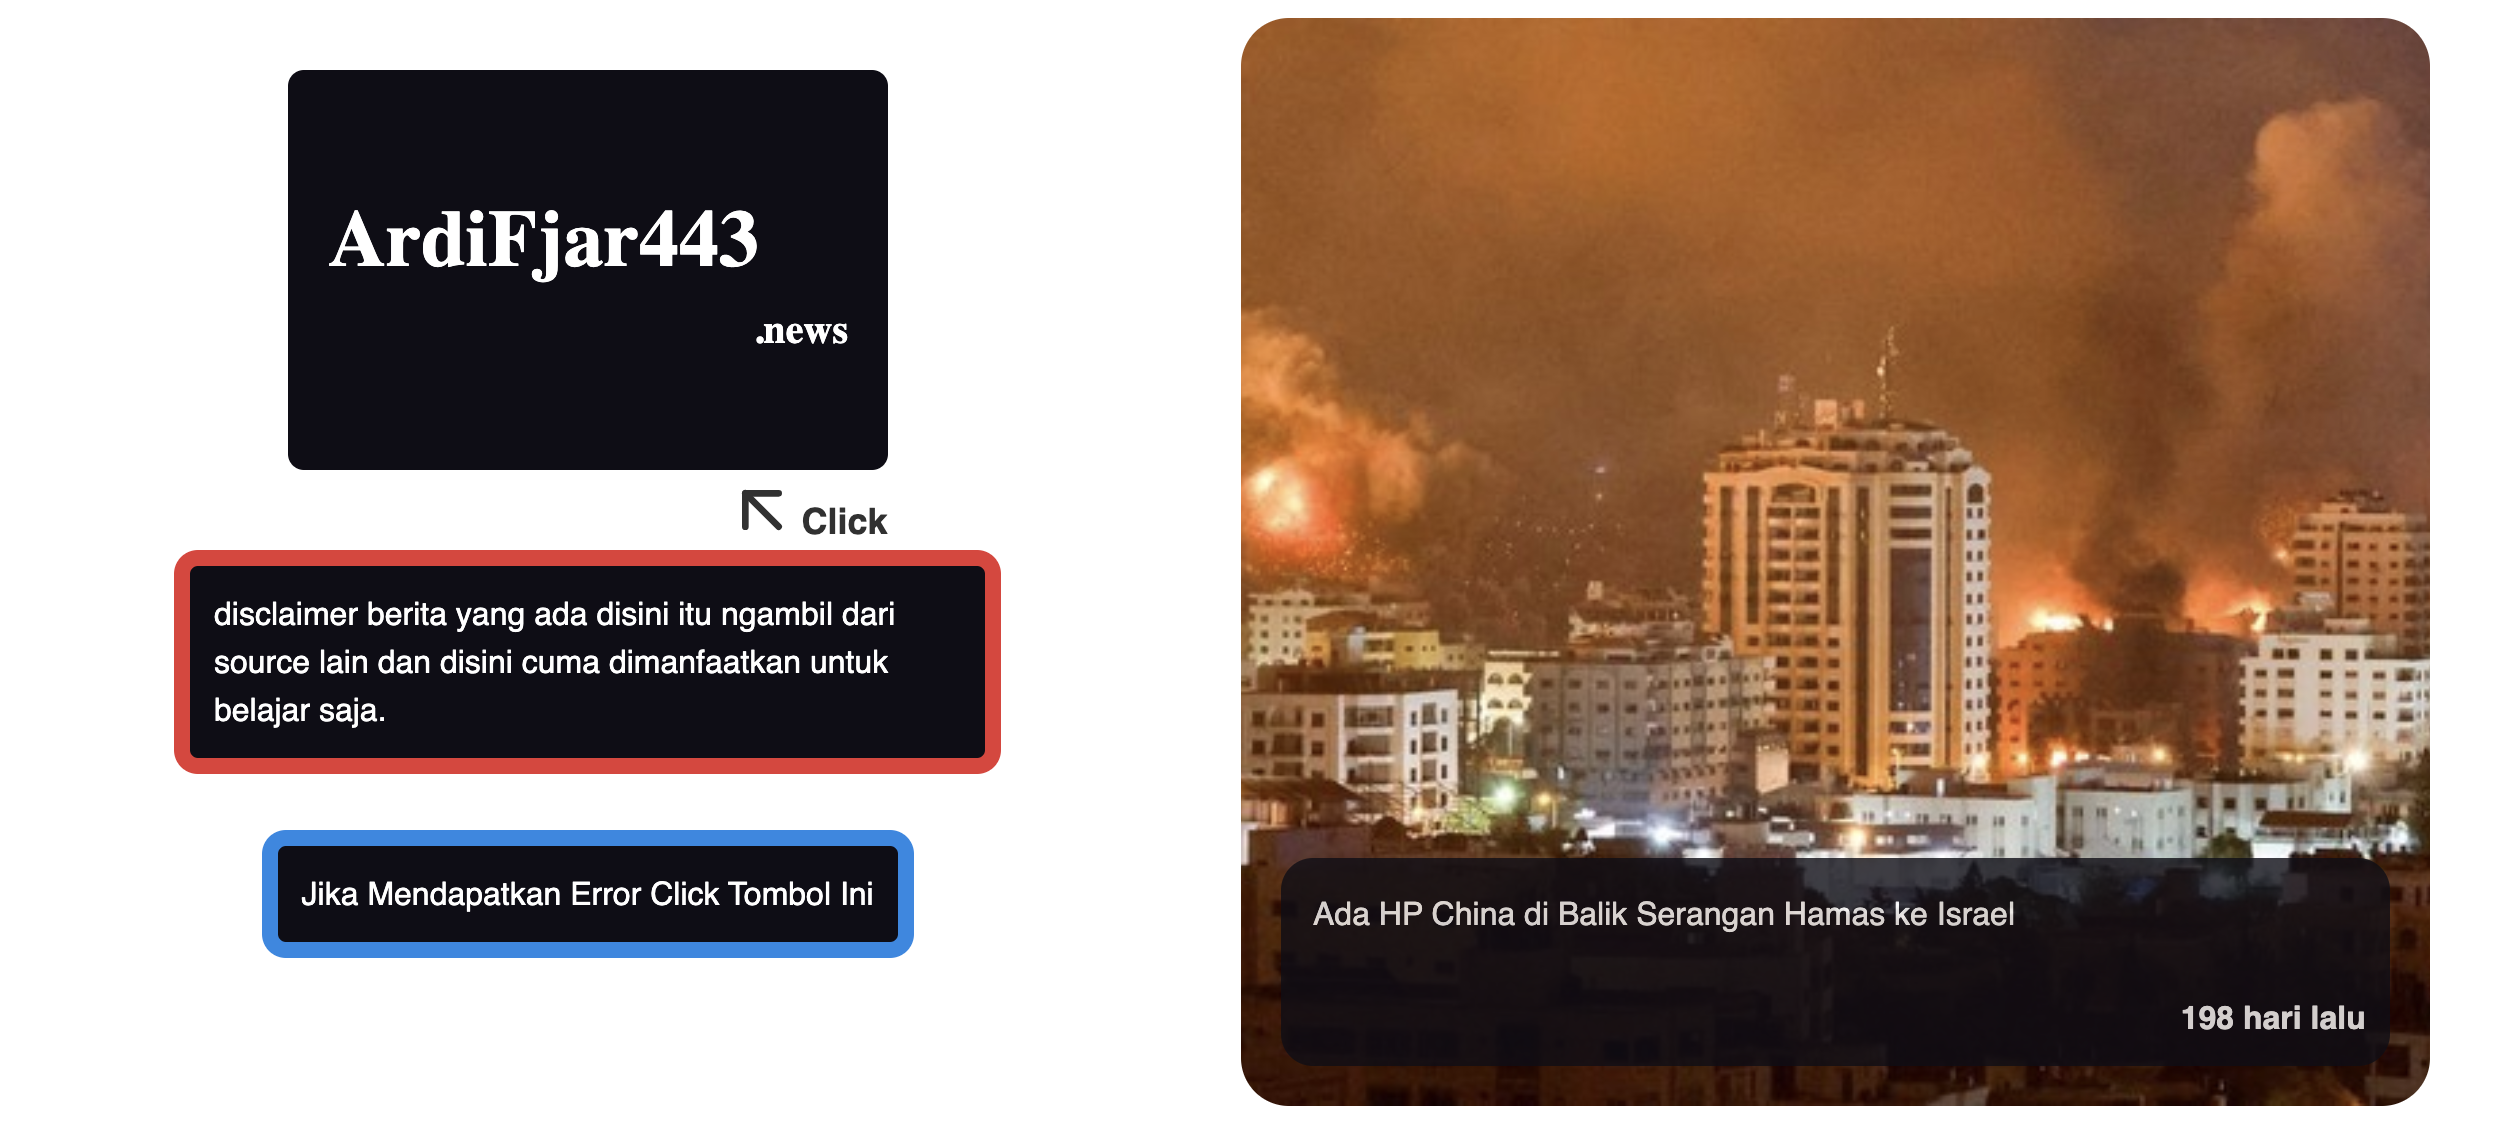 ArdiFjar443
.news
Click
disclaimer berita yang ada disini itu ngambil dari
source lain dan disini cuma dimanfaatkan untuk
belajar saja.
Jika Mendapatkan Error Click Tombol Ini
Ada HP China di Balik Serangan Hamas ke Israel
198 hari lalu